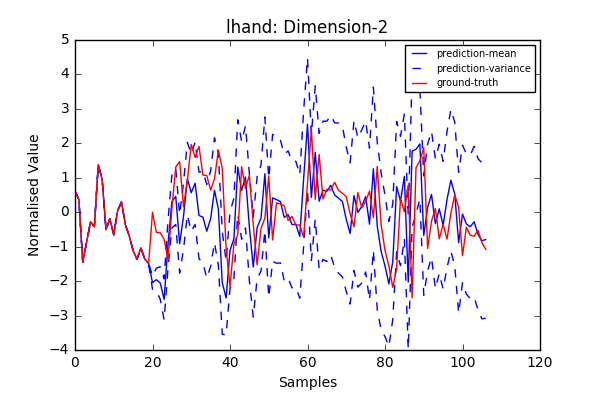 lhand: Dimension-2
prediction-mean
prediction-variance
ground-truth
Normalised Value
5
4
3
2
1
0
−1
−2
−3
−4
0 20 40 60 80 100 120
Samples